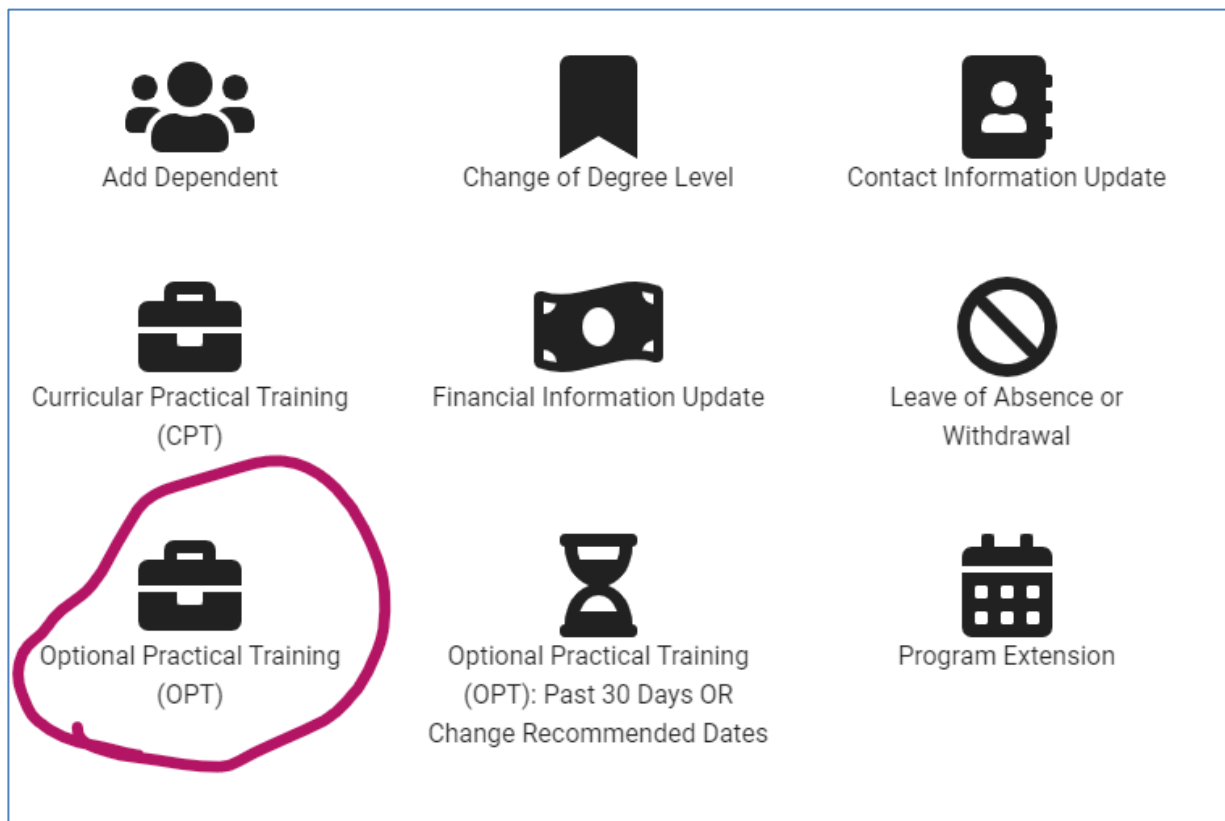 Add Dependent
Change of Degree Level
Contact Information Update
Curricular Practical Training
(CPT)
Financial Information Update
Leave of Absence or
Withdrawal
Optional Practical Training
(OPT)
Optional Practical Training
(OPT): Past 30 Days OR
Change Recommended Dates
Program Extension